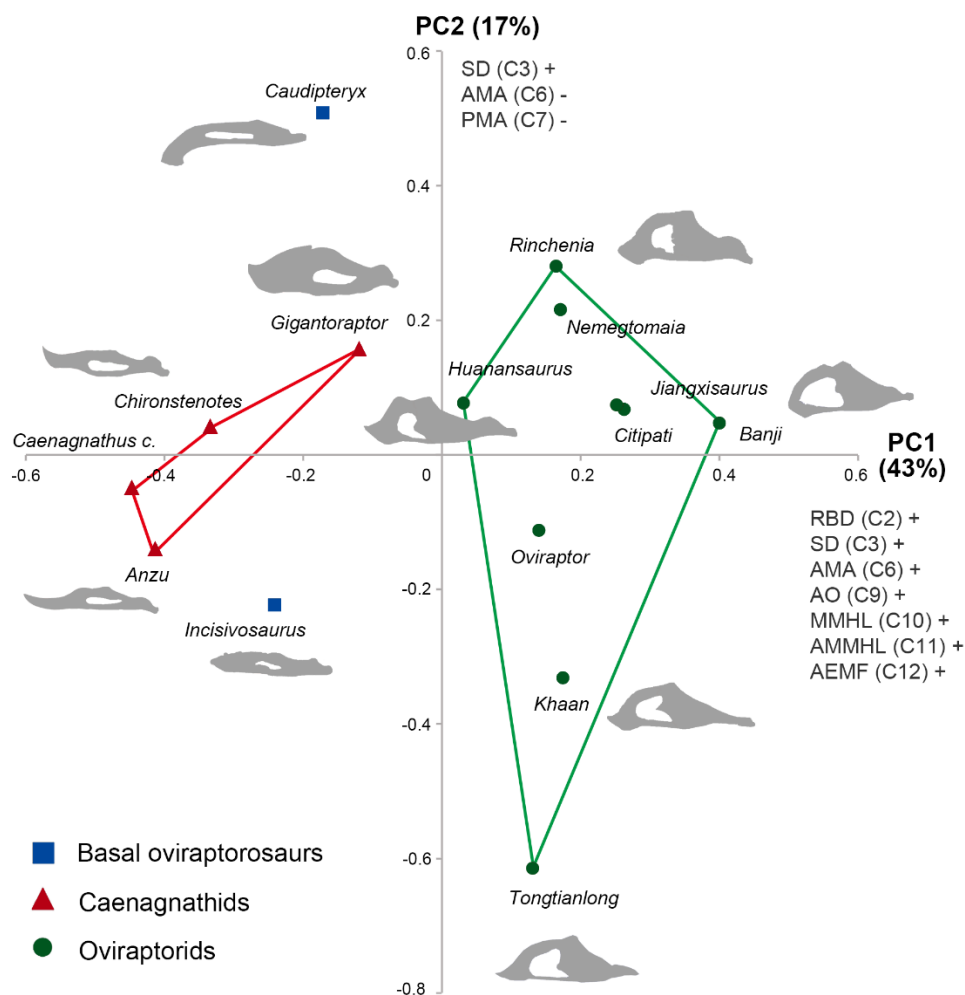 PC2 (17%)
0.6
SD (C3) +
AMA (C6) -
PMA (C7) -
Caudipteryx
0.4
Rinchenia
Gigantoraptor
0.2
Nemegtomaia
Huanansaurus
Jiangxisaurus
Chironstenotes
Citipati
Banji
Caenagnathus c.
PC1
(43%)
-0.6
-0.4
-0.2
0
0.2
0.4
0.6
RBD (C2) +
SD (C3) +
AMA (C6) +
AO (C9) +
MMHL (C10) +
AMMHL (C11) +
AEMF (C12) +
Oviraptor
Anzu
-0.2
Incisivosaurus
Khaan
-0.4
-0.6
Tongtianlong
-0.8
Basal oviraptorosaurs
Caenagnathids
Oviraptorids